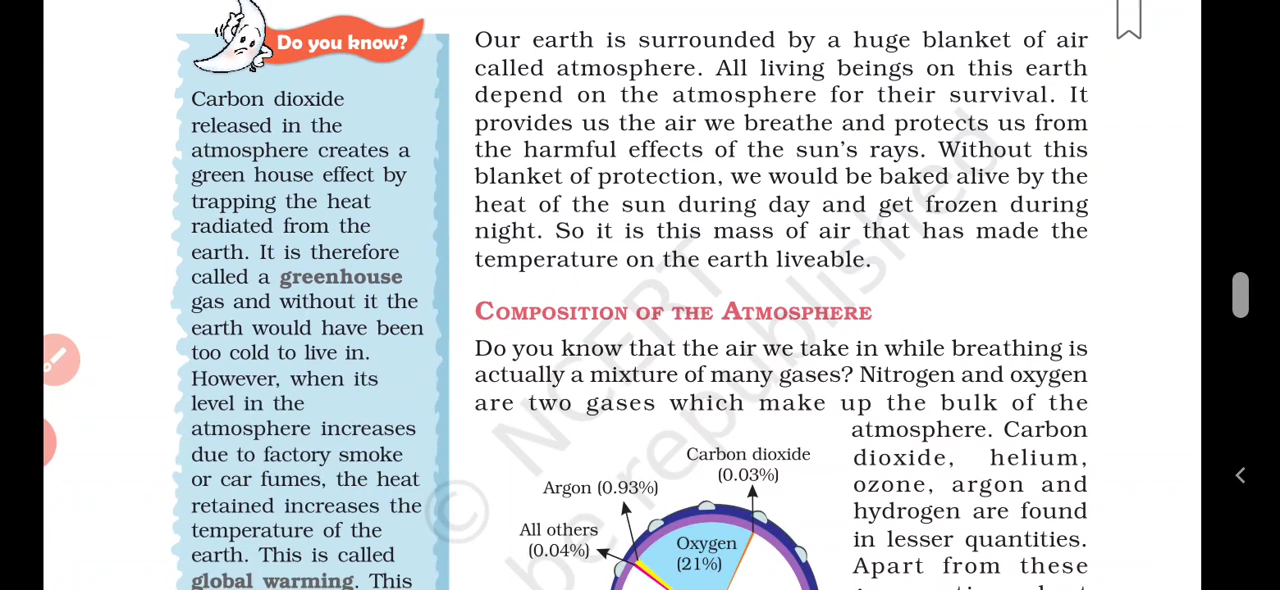 Do you know?
Carbon dioxide
released in the
atmosphere creates a
green house effect by
trapping the heat
radiated from the
earth. It is therefore
called a greenhouse
gas and without it the
earth would have been
too cold to live in.
However, when its
level in the
atmosphere increases
due to factory smoke
or car fumes, the heat
retained increases the
temperature of the
earth. This is called
global warming. This
Our earth is surrounded by a huge blanket of air
called atmosphere. All living beings on this earth
depend on the atmosphere for their survival. It
provides us the air we breathe and protects us from
the harmful effects of the sun's rays. Without this
blanket of protection, we would be baked alive by the
heat of the sun during day and get frozen during
night. So it is this mass of air that has made the
temperature on the earth liveable.
COMPOSITION OF THE ATMOSPHERE
Do you know that the air we take in while breathing is
actually a mixture of many gases? Nitrogen and oxygen
are two gases which make up the bulk of the
atmosphere. Carbon
dioxide, helium,
ozone, argon and
hydrogen are found
in lesser quantities.
Apart from these
Carbon dioxide
(0.03%)
Argon (0.93%)
All others
(0.04%)
Oxygen
(21%)
© NCERT
be republished